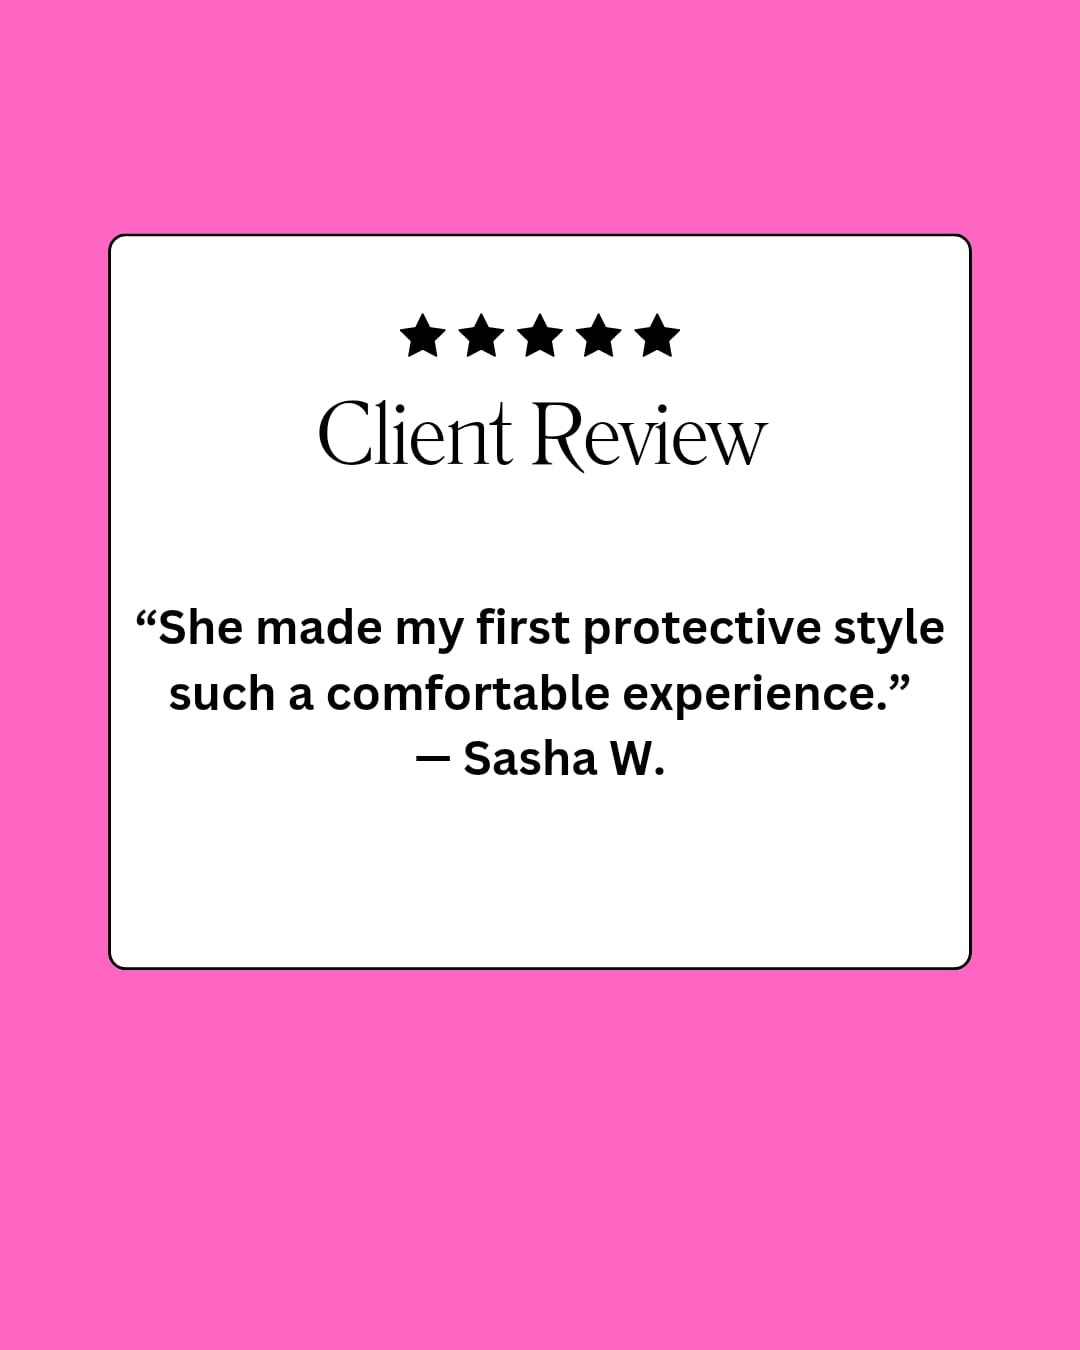 Client Review
“She made my first protective style
such a comfortable experience.”
— Sasha W.